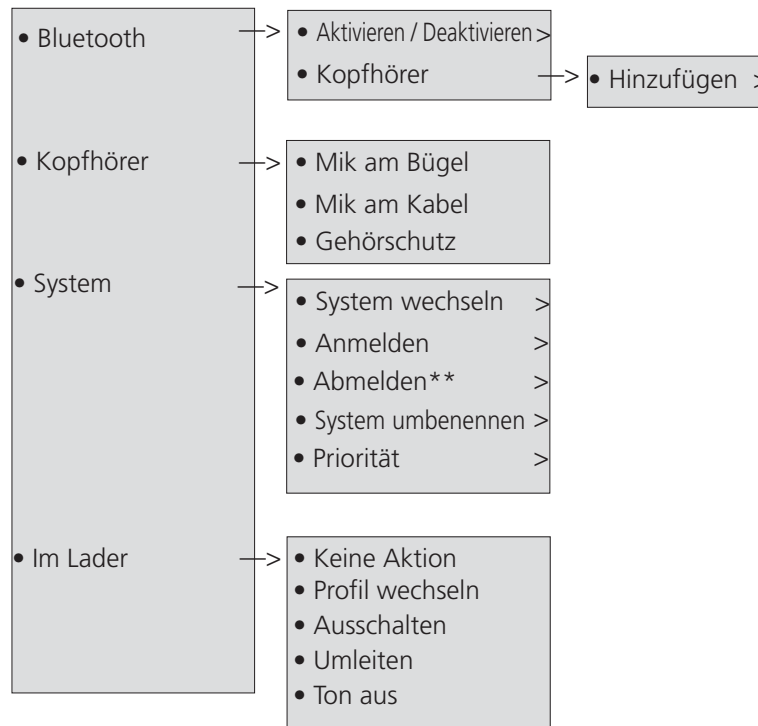 • Bluetooth
• Aktivieren / Deaktivieren >
• Kopfhörer
• Hinzufügen >
• Kopfhörer
• Mik am Bügel
• Mik am Kabel
• Gehörschutz
• System
• System wechseln >
• Anmelden >
• Abmelden** >
• System umbenennen >
• Priorität >
• Im Lader
• Keine Aktion
• Profil wechseln
• Ausschalten
• Umleiten
• Ton aus